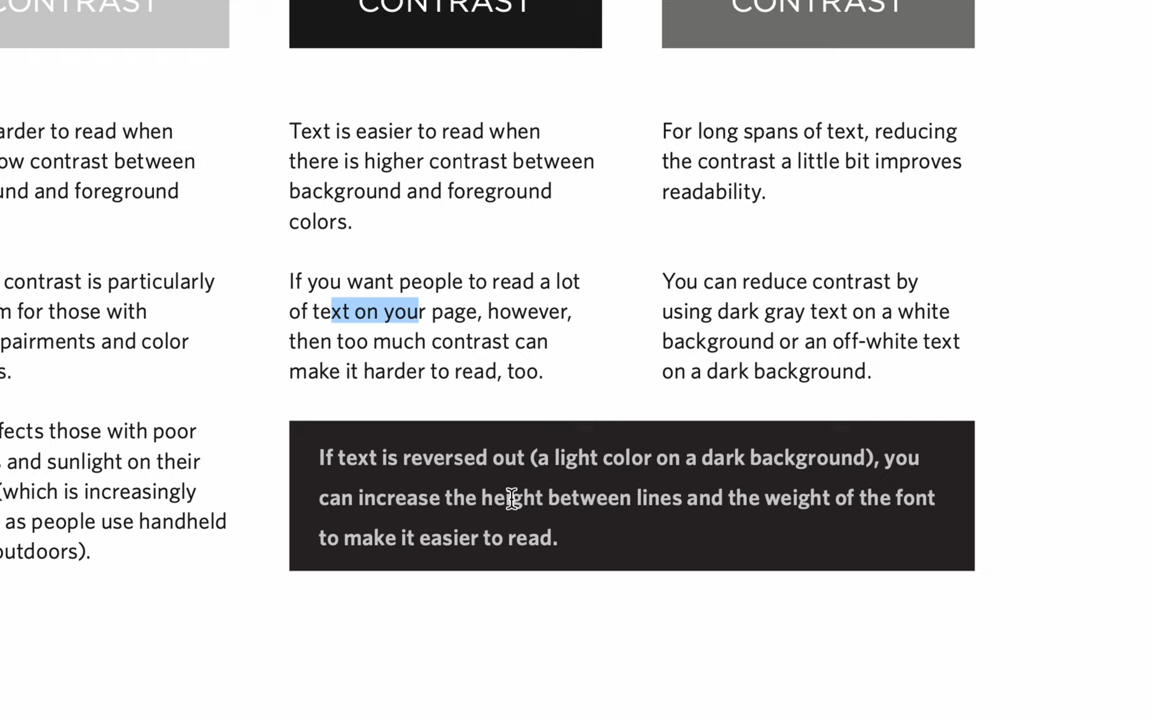 CONTRAST
CONTRAST
CONTRAST
arder to read when
ow contrast between
und and foreground
contrast is particularly
m for those with
pairments and color
s.
fects those with poor
and sunlight on their
(which is increasingly
as people use handheld
outdoors).
Text is easier to read when
there is higher contrast between
background and foreground
colors.
If you want people to read a lot
of text on your page, however,
then too much contrast can
make it harder to read, too.
For long spans of text, reducing
the contrast a little bit improves
readability.
You can reduce contrast by
using dark gray text on a white
background or an off-white text
on a dark background.
If text is reversed out (a light color on a dark background), you
can increase the height between lines and the weight of the font
to make it easier to read.